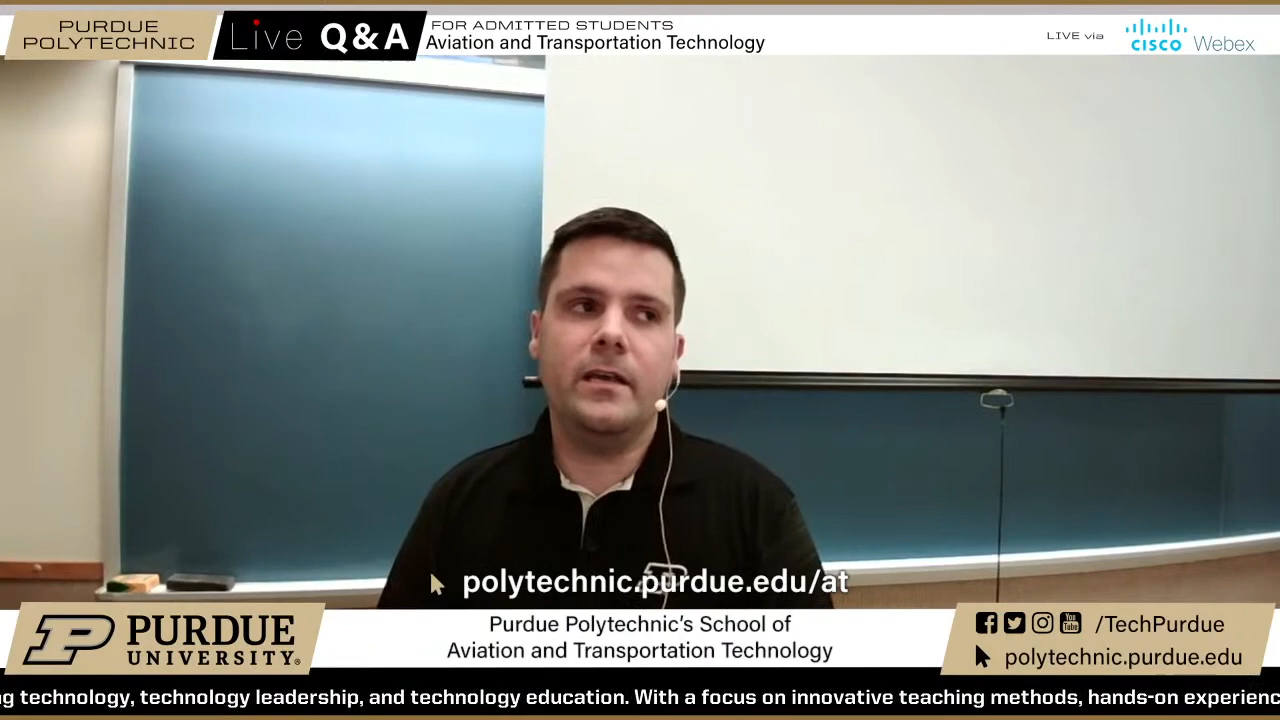 PURDUE
POLYTECHNIC
Live Q&A
FOR ADMITTED STUDENTS
Aviation and Transportation Technology
LIVE via
CISCO Webex
polytechnic.purdue.edu/at
PURDUE
UNIVERSITY®
Purdue Polytechnic's School of
Aviation and Transportation Technology
You
Tube
/TechPurdue
polytechnic.purdue.edu
technology, technology leadership, and technology education. With a focus on innovative teaching methods, hands-on